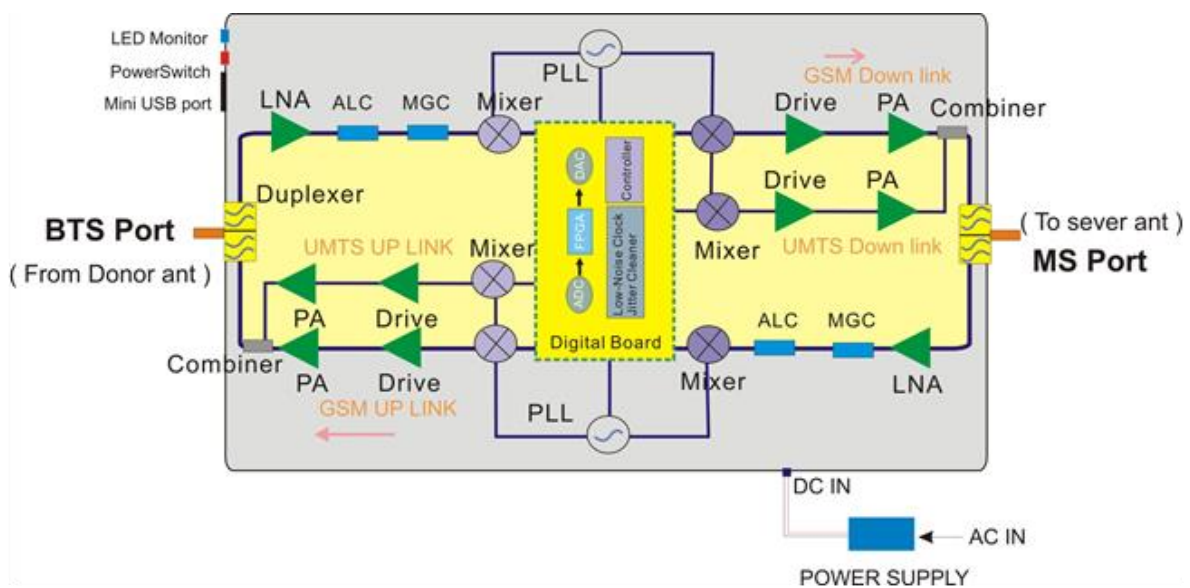 LED Monitor
PowerSwitch
Mini USB port
LNA
ALC
MGC
Mixer
PLL
GSM Down link
Drive
PA
Combiner
Duplexer
DAC
Controller
Drive
PA
BTS Port
( From Donor ant )
UMTS UP LINK
Mixer
FPGA
Low-Noise Clock
Jitter Cleaner
ADC
Mixer
UMTS Down link
( To sever ant )
MS Port
PA
Drive
Digital Board
ALC
MGC
Combiner
PA
Drive
Mixer
LNA
GSM UP LINK
PLL
DC IN
AC IN
POWER SUPPLY